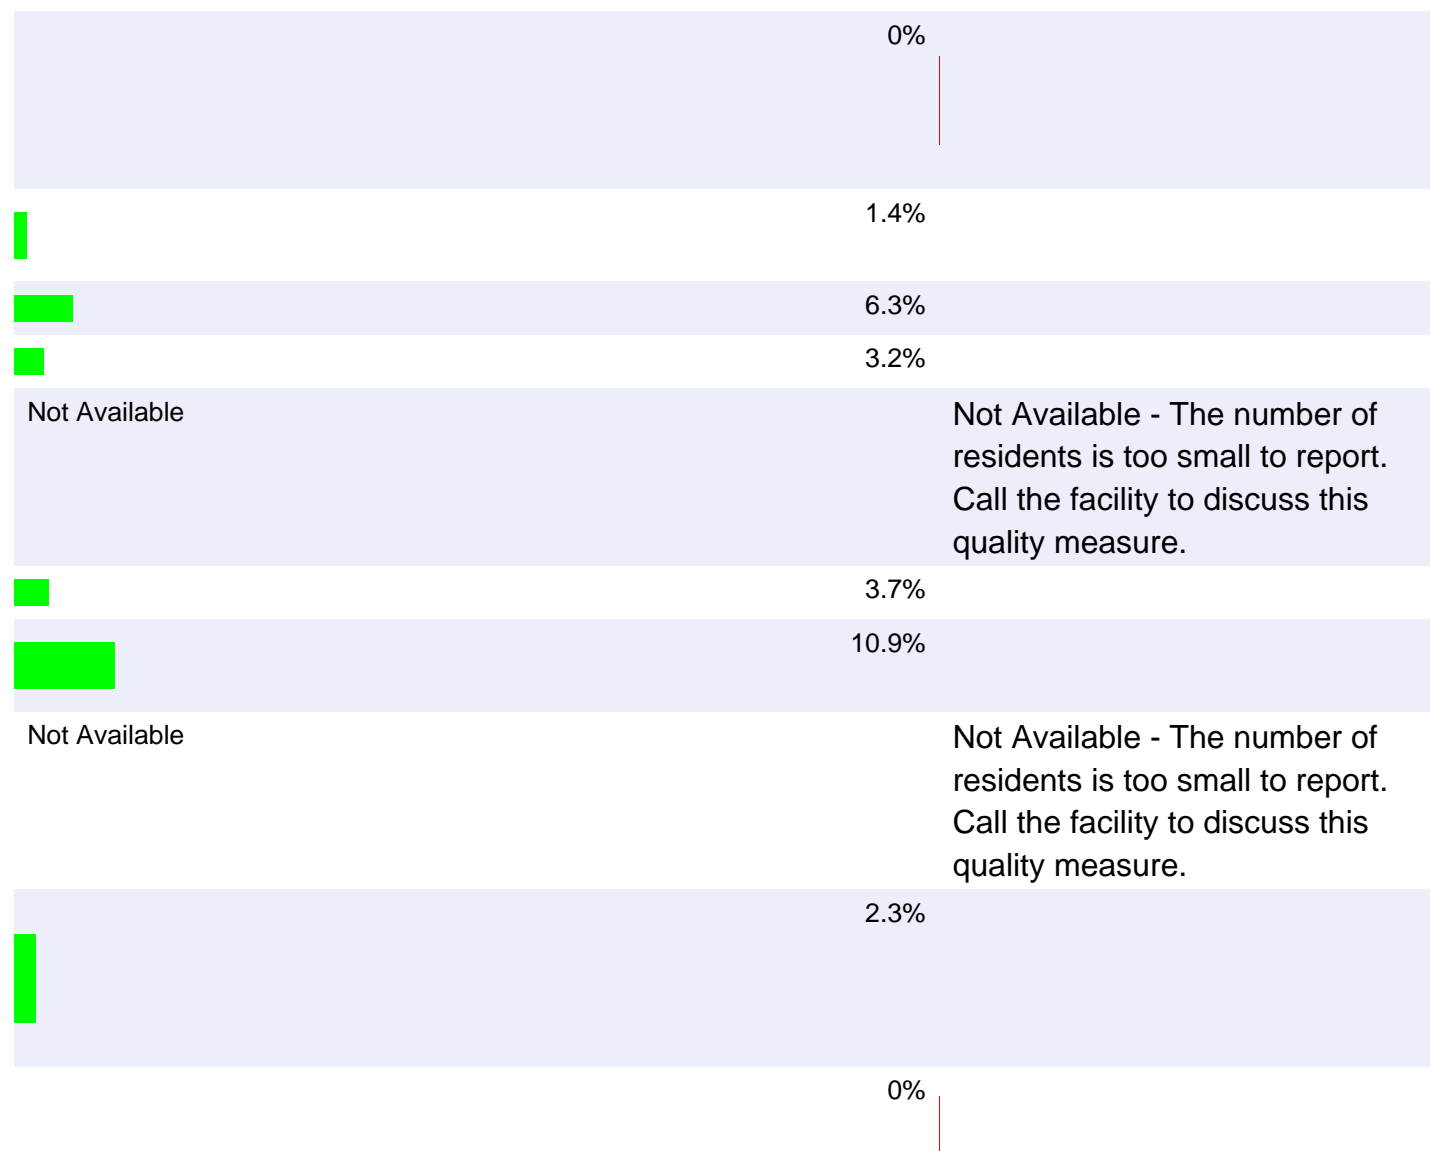 0%
1.4%
6.3%
3.2%
Not Available
Not Available - The number of
residents is too small to report.
Call the facility to discuss this
quality measure.
3.7%
10.9%
Not Available
Not Available - The number of
residents is too small to report.
Call the facility to discuss this
quality measure.
2.3%
0%